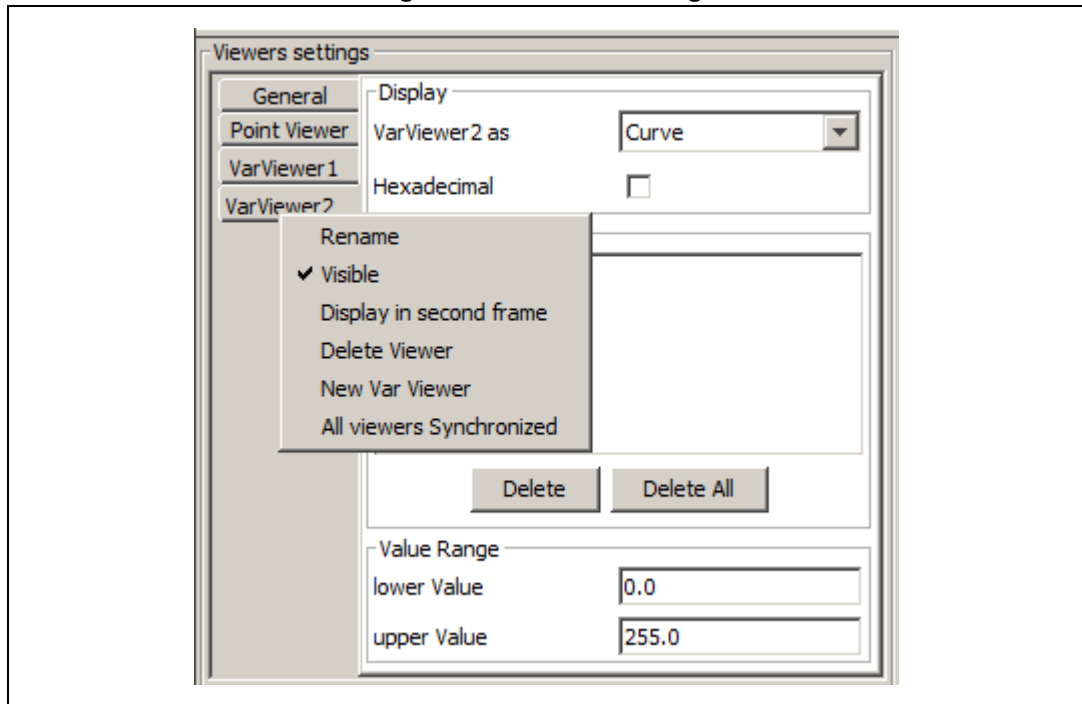 Viewers settings
General
Point Viewer
VarViewer1
VarViewer2
Display
VarViewer2 as
Curve
Hexadecimal
Rename
Visible
Display in second frame
Delete Viewer
New Var Viewer
All viewers Synchronized
Delete
Delete All
Value Range
lower Value
0.0
upper Value
255.0